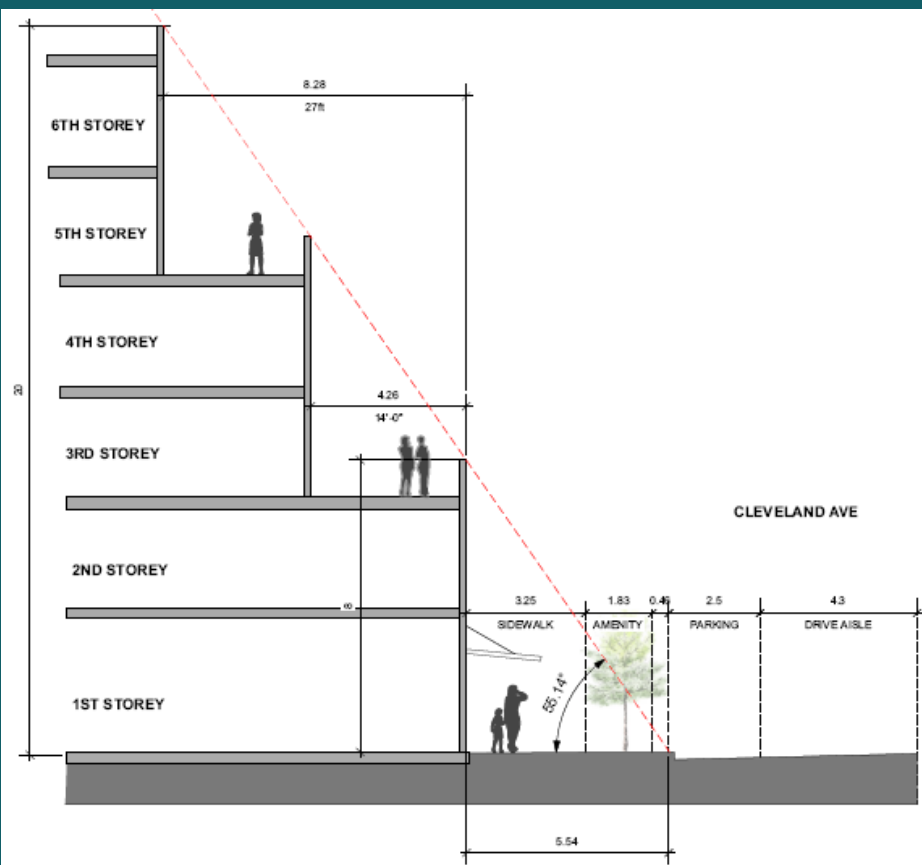 8.28
27ft
6TH STOREY
5TH STOREY
20
4TH STOREY
4.26
14'-0"
3RD STOREY
CLEVELAND AVE
2ND STOREY
8
3.25 1.83 0.46 2.5 4.3
SIDEWALK AMENITY PARKING DRIVE AISLE
55.14°
1ST STOREY
5.54